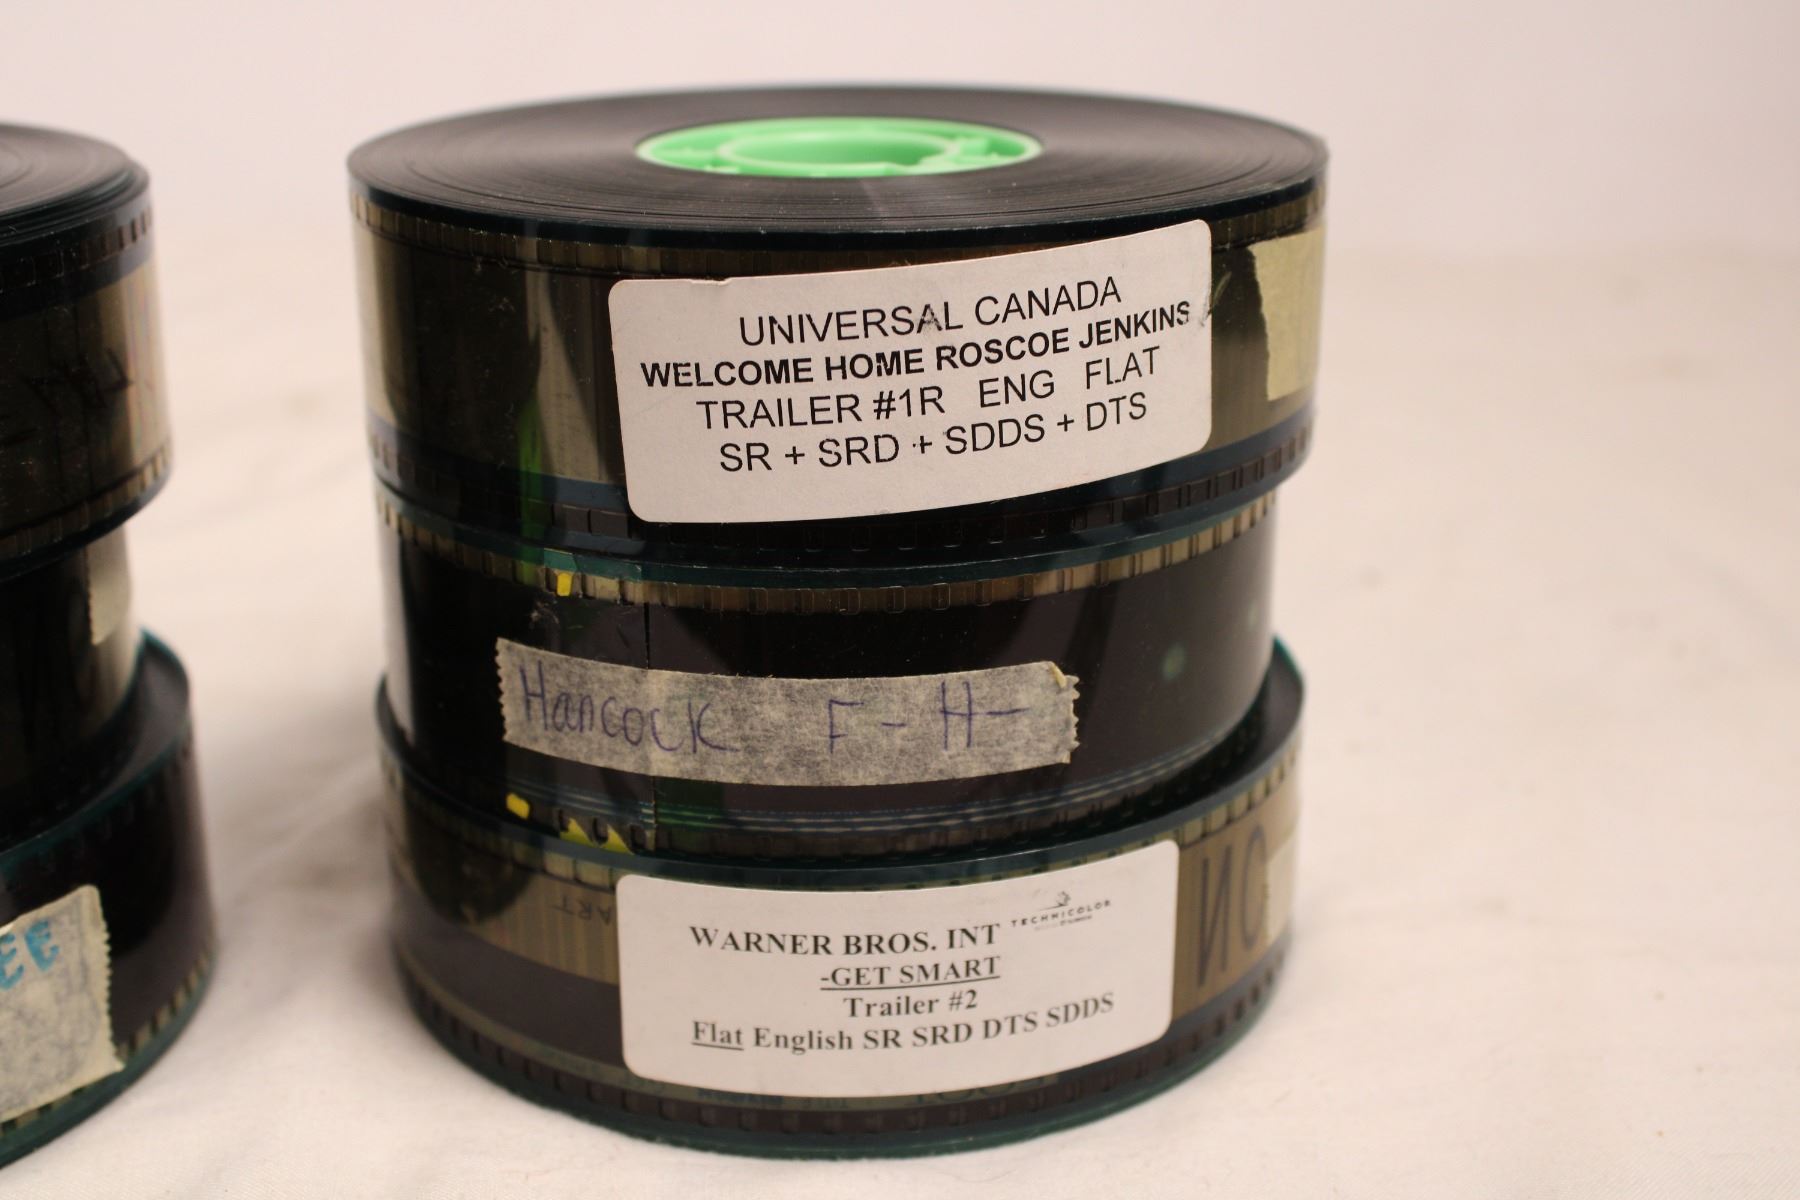 UNIVERSAL CANADA
WELCOME HOME ROSCOE JENKINS
TRAILER #1R ENG FLAT
SR + SRD + SDDS + DTS
Hancock F - H -
WARNER BROS. INT TECHNICOLOR
-GET SMART
Trailer #2
Flat English SR SRD DTS SDDS